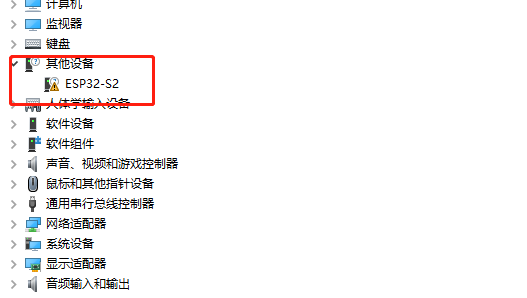 计算机
监视器
键盘
其他设备
ESP32-S2
人体学输入设备
软件设备
软件组件
声音、视频和游戏控制器
鼠标和其他指针设备
通用串行总线控制器
网络适配器
系统设备
显示适配器
音频输入和输出